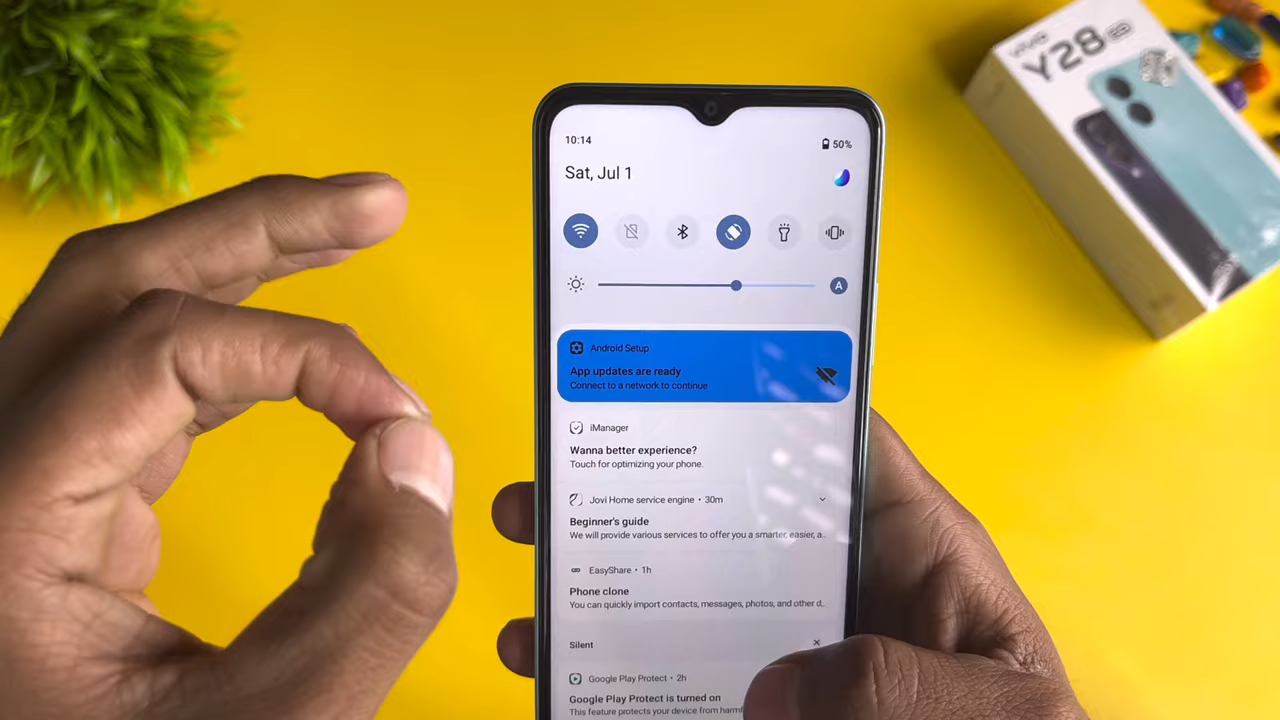 vivo
Y28
10:14
50%
Sat, Jul 1
A
Android Setup
App updates are ready
Connect to a network to continue
iManager
Wanna better experience?
Touch for optimizing your phone.
Jovi Home service engine • 30m
Beginner's guide
We will provide various services to offer you a smarter, easier, a..
EasyShare • 1h
Phone clone
You can quickly import contacts, messages, photos, and other d..
Silent
Google Play Protect • 2h
Google Play Protect is turned on
This feature protects your device from